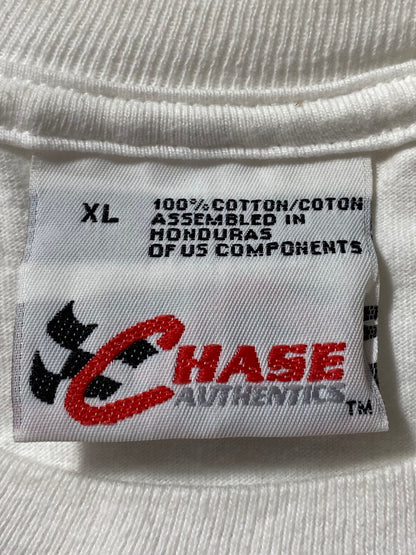 XL
100% COTTON/COTON
ASSEMBLED IN
HONDURAS
OF US COMPONENTS
CHASE
AUTHENTICS
TM